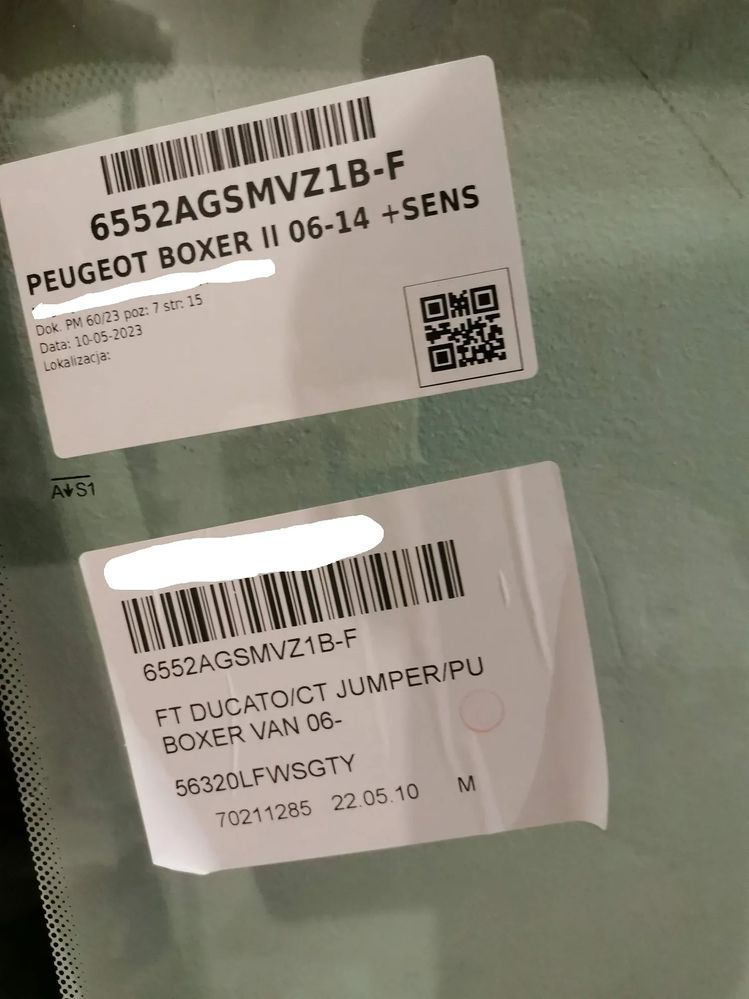 6552AGSMVZ1B-F
PEUGEOT BOXER II 06-14 +SENS
Dok. PM 60/23 poz: 7 str: 15
Data: 10-05-2023
Lokalizacja:
A↓S1
6552AGSMVZ1B-F
FT DUCATO/CT JUMPER/PU
BOXER VAN 06-
56320LFWSGTY
70211285 22.05.10 M